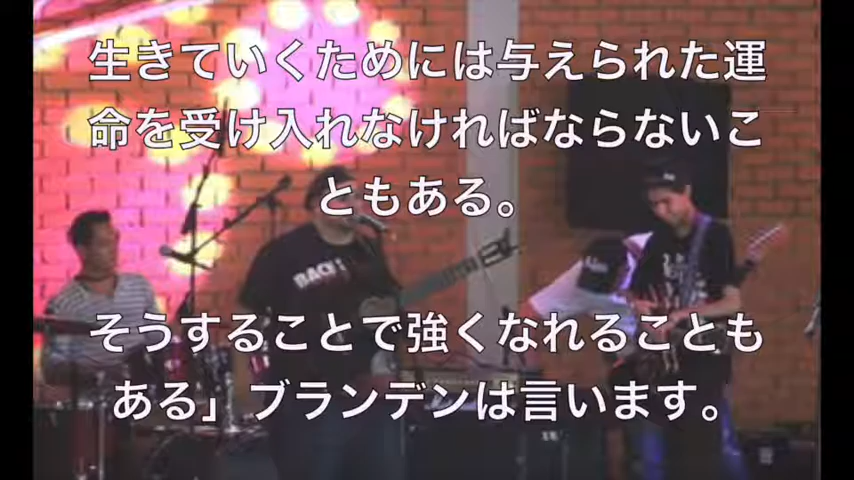 生きていくためには与えられた運
命を受け入れなければならないこ
ともある。
そうすることで強くなれることも
ある」ブランデンは言います。
BACK